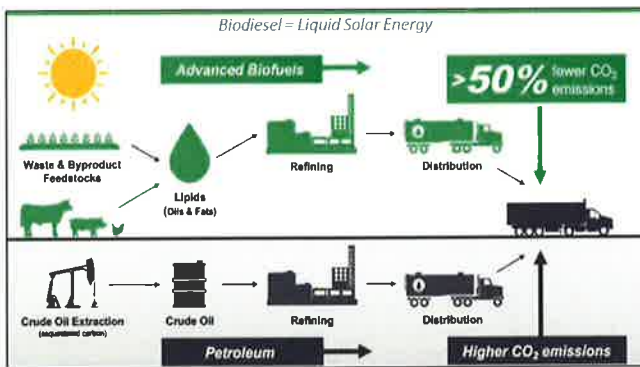 Biodiesel = Liquid Solar Energy
Advanced Biofuels
>50% fewer CO₂
emissions
Waste & Byproduct
Feedstocks
Lipids
(Oils & Fats)
Refining
Distribution
Crude Oil Extraction
(sequestered carbon)
Crude Oil
Refining
Distribution
Petroleum
Higher CO₂ emissions